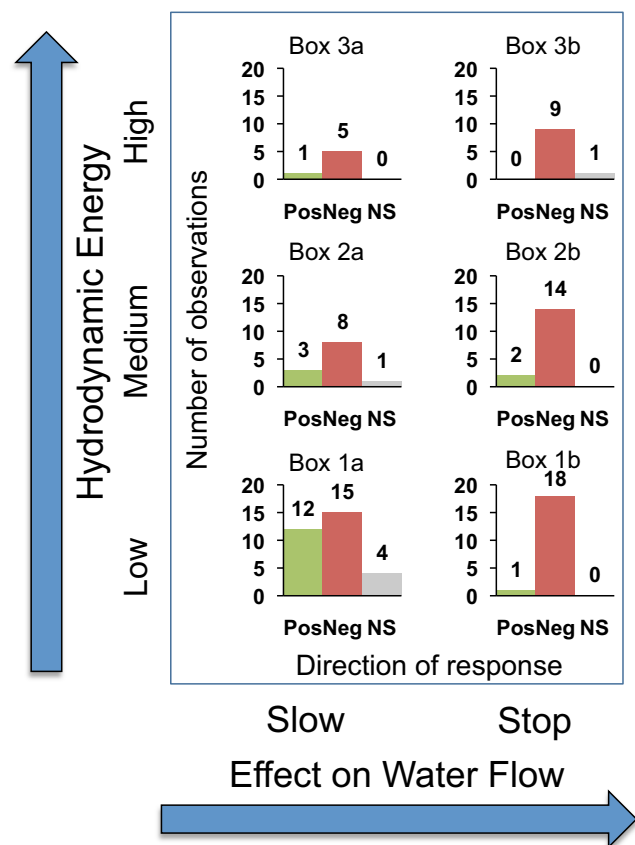 Box 3a
20
15
10
5
0
1
5
0
PosNeg NS
Box 3b
20
15
10
5
0
0
9
1
PosNeg NS
Box 2a
20
15
10
5
0
3
8
1
PosNeg NS
Box 2b
20
15
10
5
0
2
14
0
PosNeg NS
Box 1a
20
15
10
5
0
12
15
4
PosNeg NS
Box 1b
20
15
10
5
0
1
18
0
PosNeg NS
Number of observations
Direction of response
High
Medium
Low
Hydrodynamic Energy
Slow
Stop
Effect on Water Flow